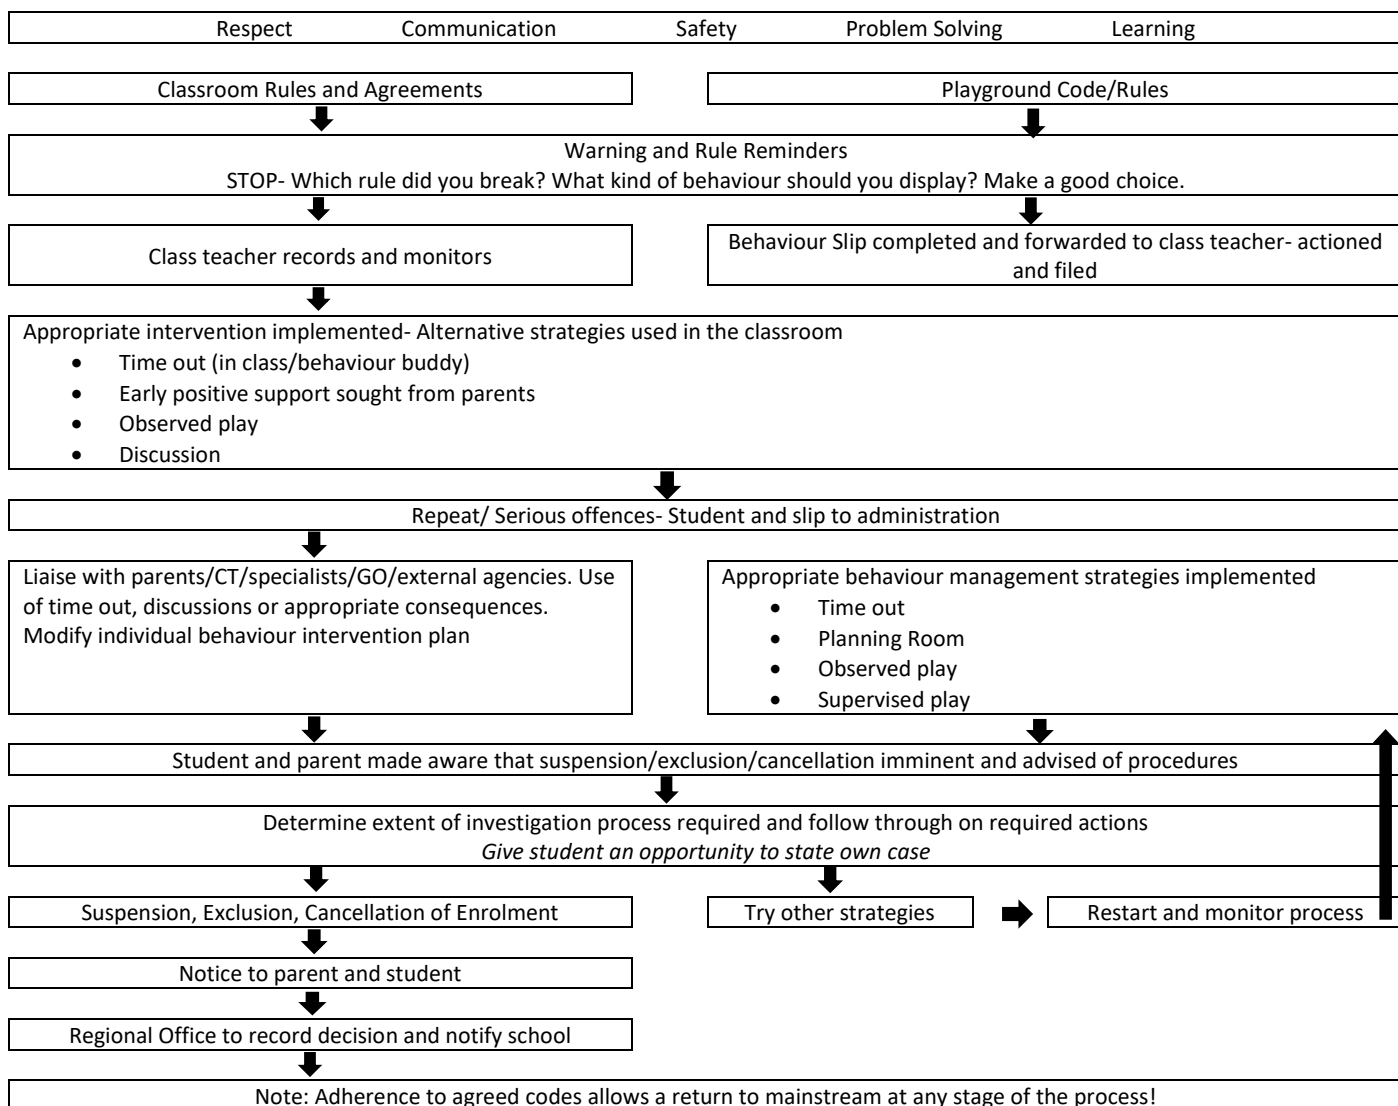 Respect Communication Safety Problem Solving Learning
Classroom Rules and Agreements
Playground Code/Rules
Warning and Rule Reminders
STOP- Which rule did you break? What kind of behaviour should you display? Make a good choice.
Class teacher records and monitors
Behaviour Slip completed and forwarded to class teacher- actioned
and filed
Appropriate intervention implemented- Alternative strategies used in the classroom
• Time out (in class/behaviour buddy)
• Early positive support sought from parents
• Observed play
• Discussion
Repeat/ Serious offences- Student and slip to administration
Liaise with parents/CT/specialists/GO/external agencies. Use
of time out, discussions or appropriate consequences.
Modify individual behaviour intervention plan
Appropriate behaviour management strategies implemented
• Time out
• Planning Room
• Observed play
• Supervised play
Student and parent made aware that suspension/exclusion/cancellation imminent and advised of procedures
Determine extent of investigation process required and follow through on required actions
Give student an opportunity to state own case
Suspension, Exclusion, Cancellation of Enrolment
Try other strategies
Restart and monitor process
Notice to parent and student
Regional Office to record decision and notify school
Note: Adherence to agreed codes allows a return to mainstream at any stage of the process!